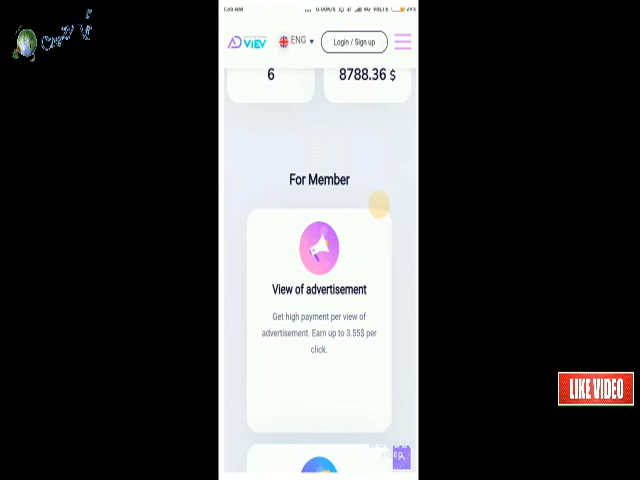 ADVIEV
ENG
Login / Sign up
6
8788.36 $
For Member
View of advertisement
Get high payment per view of
advertisement. Earn up to 3.55$ per
click.
LIKE VIDEO